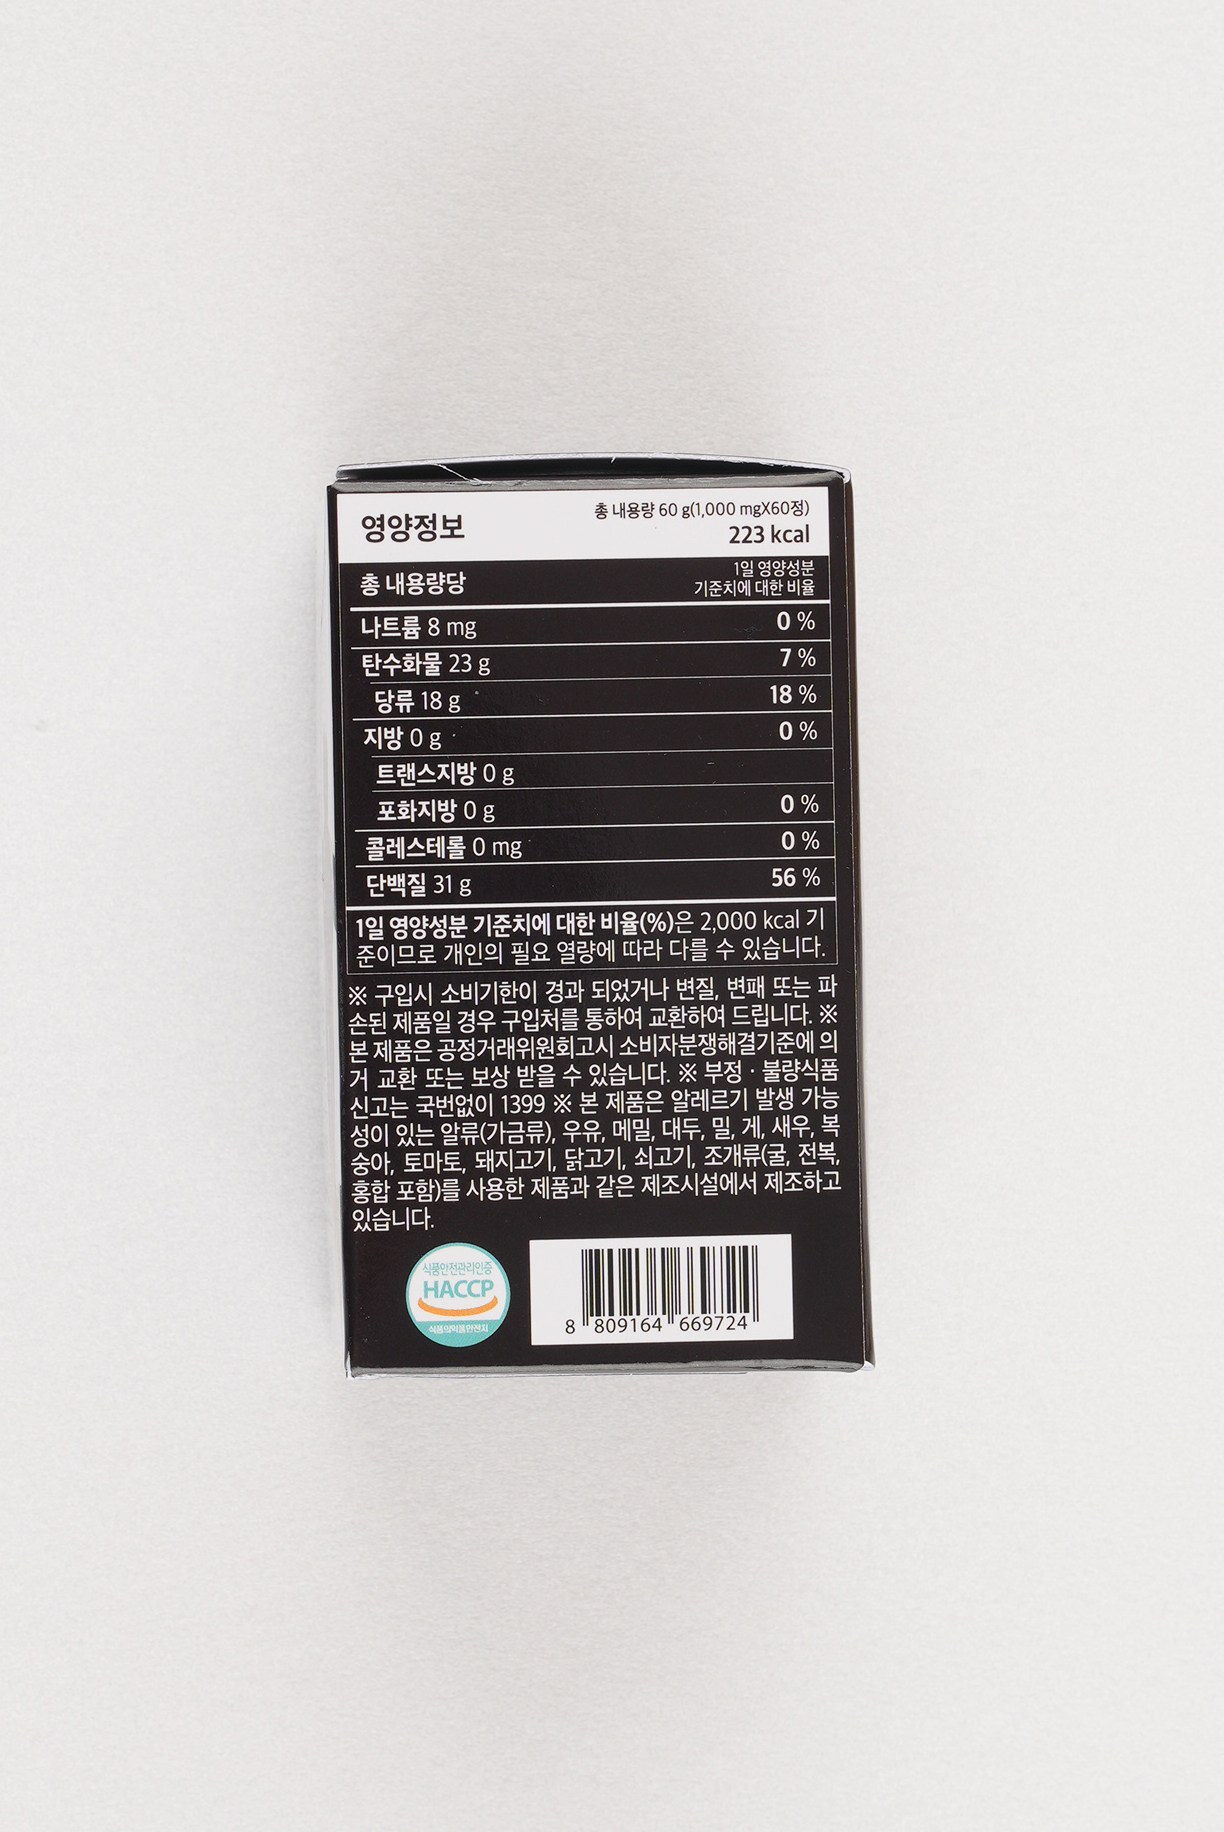 영양정보
총 내용량 60 g(1,000 mgX60정)
223 kcal
총 내용량당
1일 영양성분
기준치에 대한 비율
나트륨 8 mg 0 %
탄수화물 23 g 7 %
당류 18 g 18 %
지방 0 g 0 %
트랜스지방 0 g
포화지방 0 g 0 %
콜레스테롤 0 mg 0 %
단백질 31 g 56 %
1일 영양성분 기준치에 대한 비율(%)은 2,000 kcal 기
준이므로 개인의 필요 열량에 따라 다를 수 있습니다.
※ 구입시 소비기한이 경과 되었거나 변질, 변패 또는 파
손된 제품일 경우 구입처를 통하여 교환하여 드립니다. ※
본 제품은 공정거래위원회고시 소비자분쟁해결기준에 의
거 교환 또는 보상 받을 수 있습니다. ※ 부정 · 불량식품
신고는 국번없이 1399 ※ 본 제품은 알레르기 발생 가능
성이 있는 알류(가금류), 우유, 메밀, 대두, 밀, 게, 새우, 복
숭아, 토마토, 돼지고기, 닭고기, 쇠고기, 조개류(굴, 전복,
홍합 포함)를 사용한 제품과 같은 제조시설에서 제조하고
있습니다.
식품안전관리인증
HACCP
식품의약품안전처
8 809164 669724